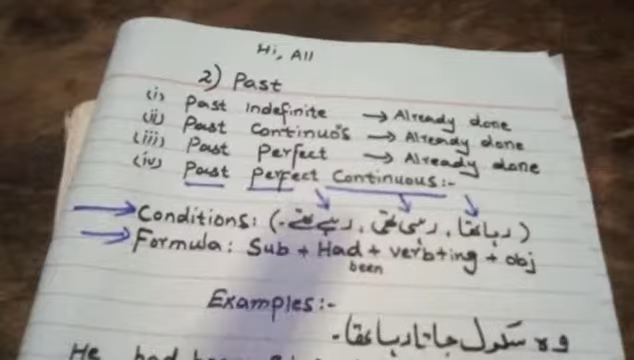 Hi, All
2) Past
(i) Past Indefinite → Already done
(ii) Past Continuo's → Already done
(iii) Past Perfect → Already done
(iv) Past Perfect Continuous:-
→ Conditions: (رہا تھا، رہی تھی، رہے تھے۔)
→ Formula: Sub + Had + verb+ing + obj
been
Examples:-
وہ سکول جاتا رہا تھا۔
He had been